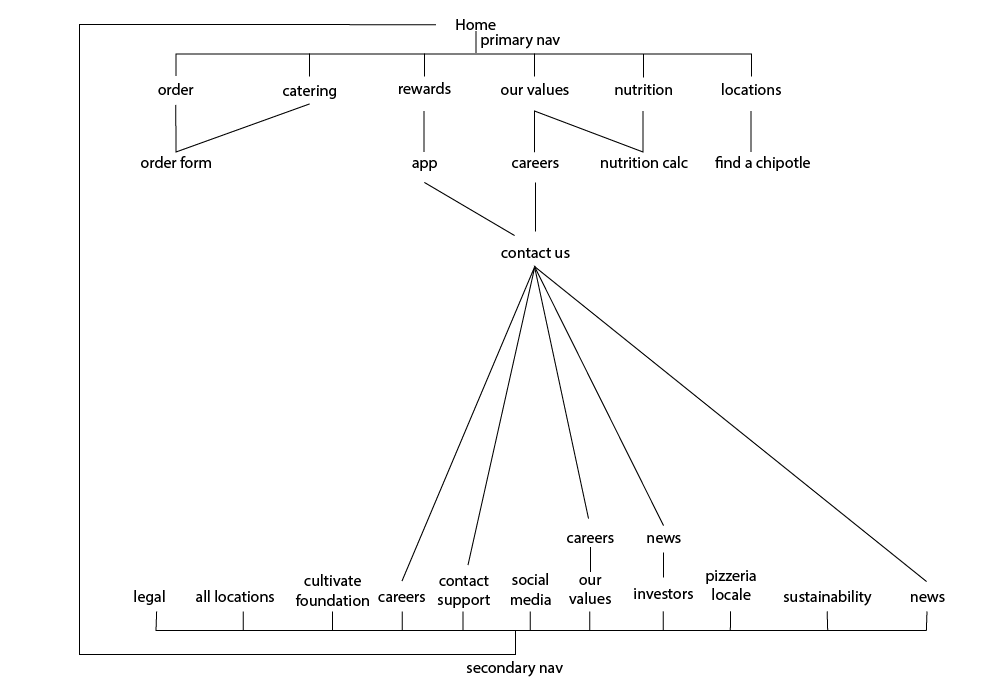 Home
primary nav
order
catering
rewards
our values
nutrition
locations
order form
app
careers
nutrition calc
find a chipotle
contact us
careers
news
legal
all locations
cultivate
foundation
careers
contact
support
social
media
our
values
investors
pizzeria
locale
sustainability
news
secondary nav